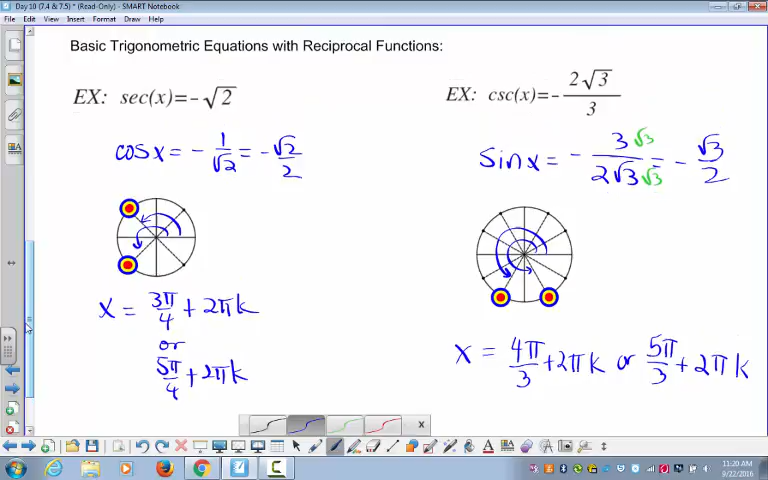 Day 10 (7.4 & 7.5) * (Read-Only) - SMART Notebook
File Edit View Insert Format Draw Help
Basic Trigonometric Equations with Reciprocal Functions:
EX: sec(x)=-√2
cos x = - 1/√2 = - √2/2
x = 3π/4 + 2πk
or
5π/4 + 2πk
EX: csc(x)=- 2√3/3
sin x = - 3√3/2√3√3 = - √3/2
x = 4π/3 + 2πk or 5π/3 + 2πk
x
11:20 AM
9/22/2016